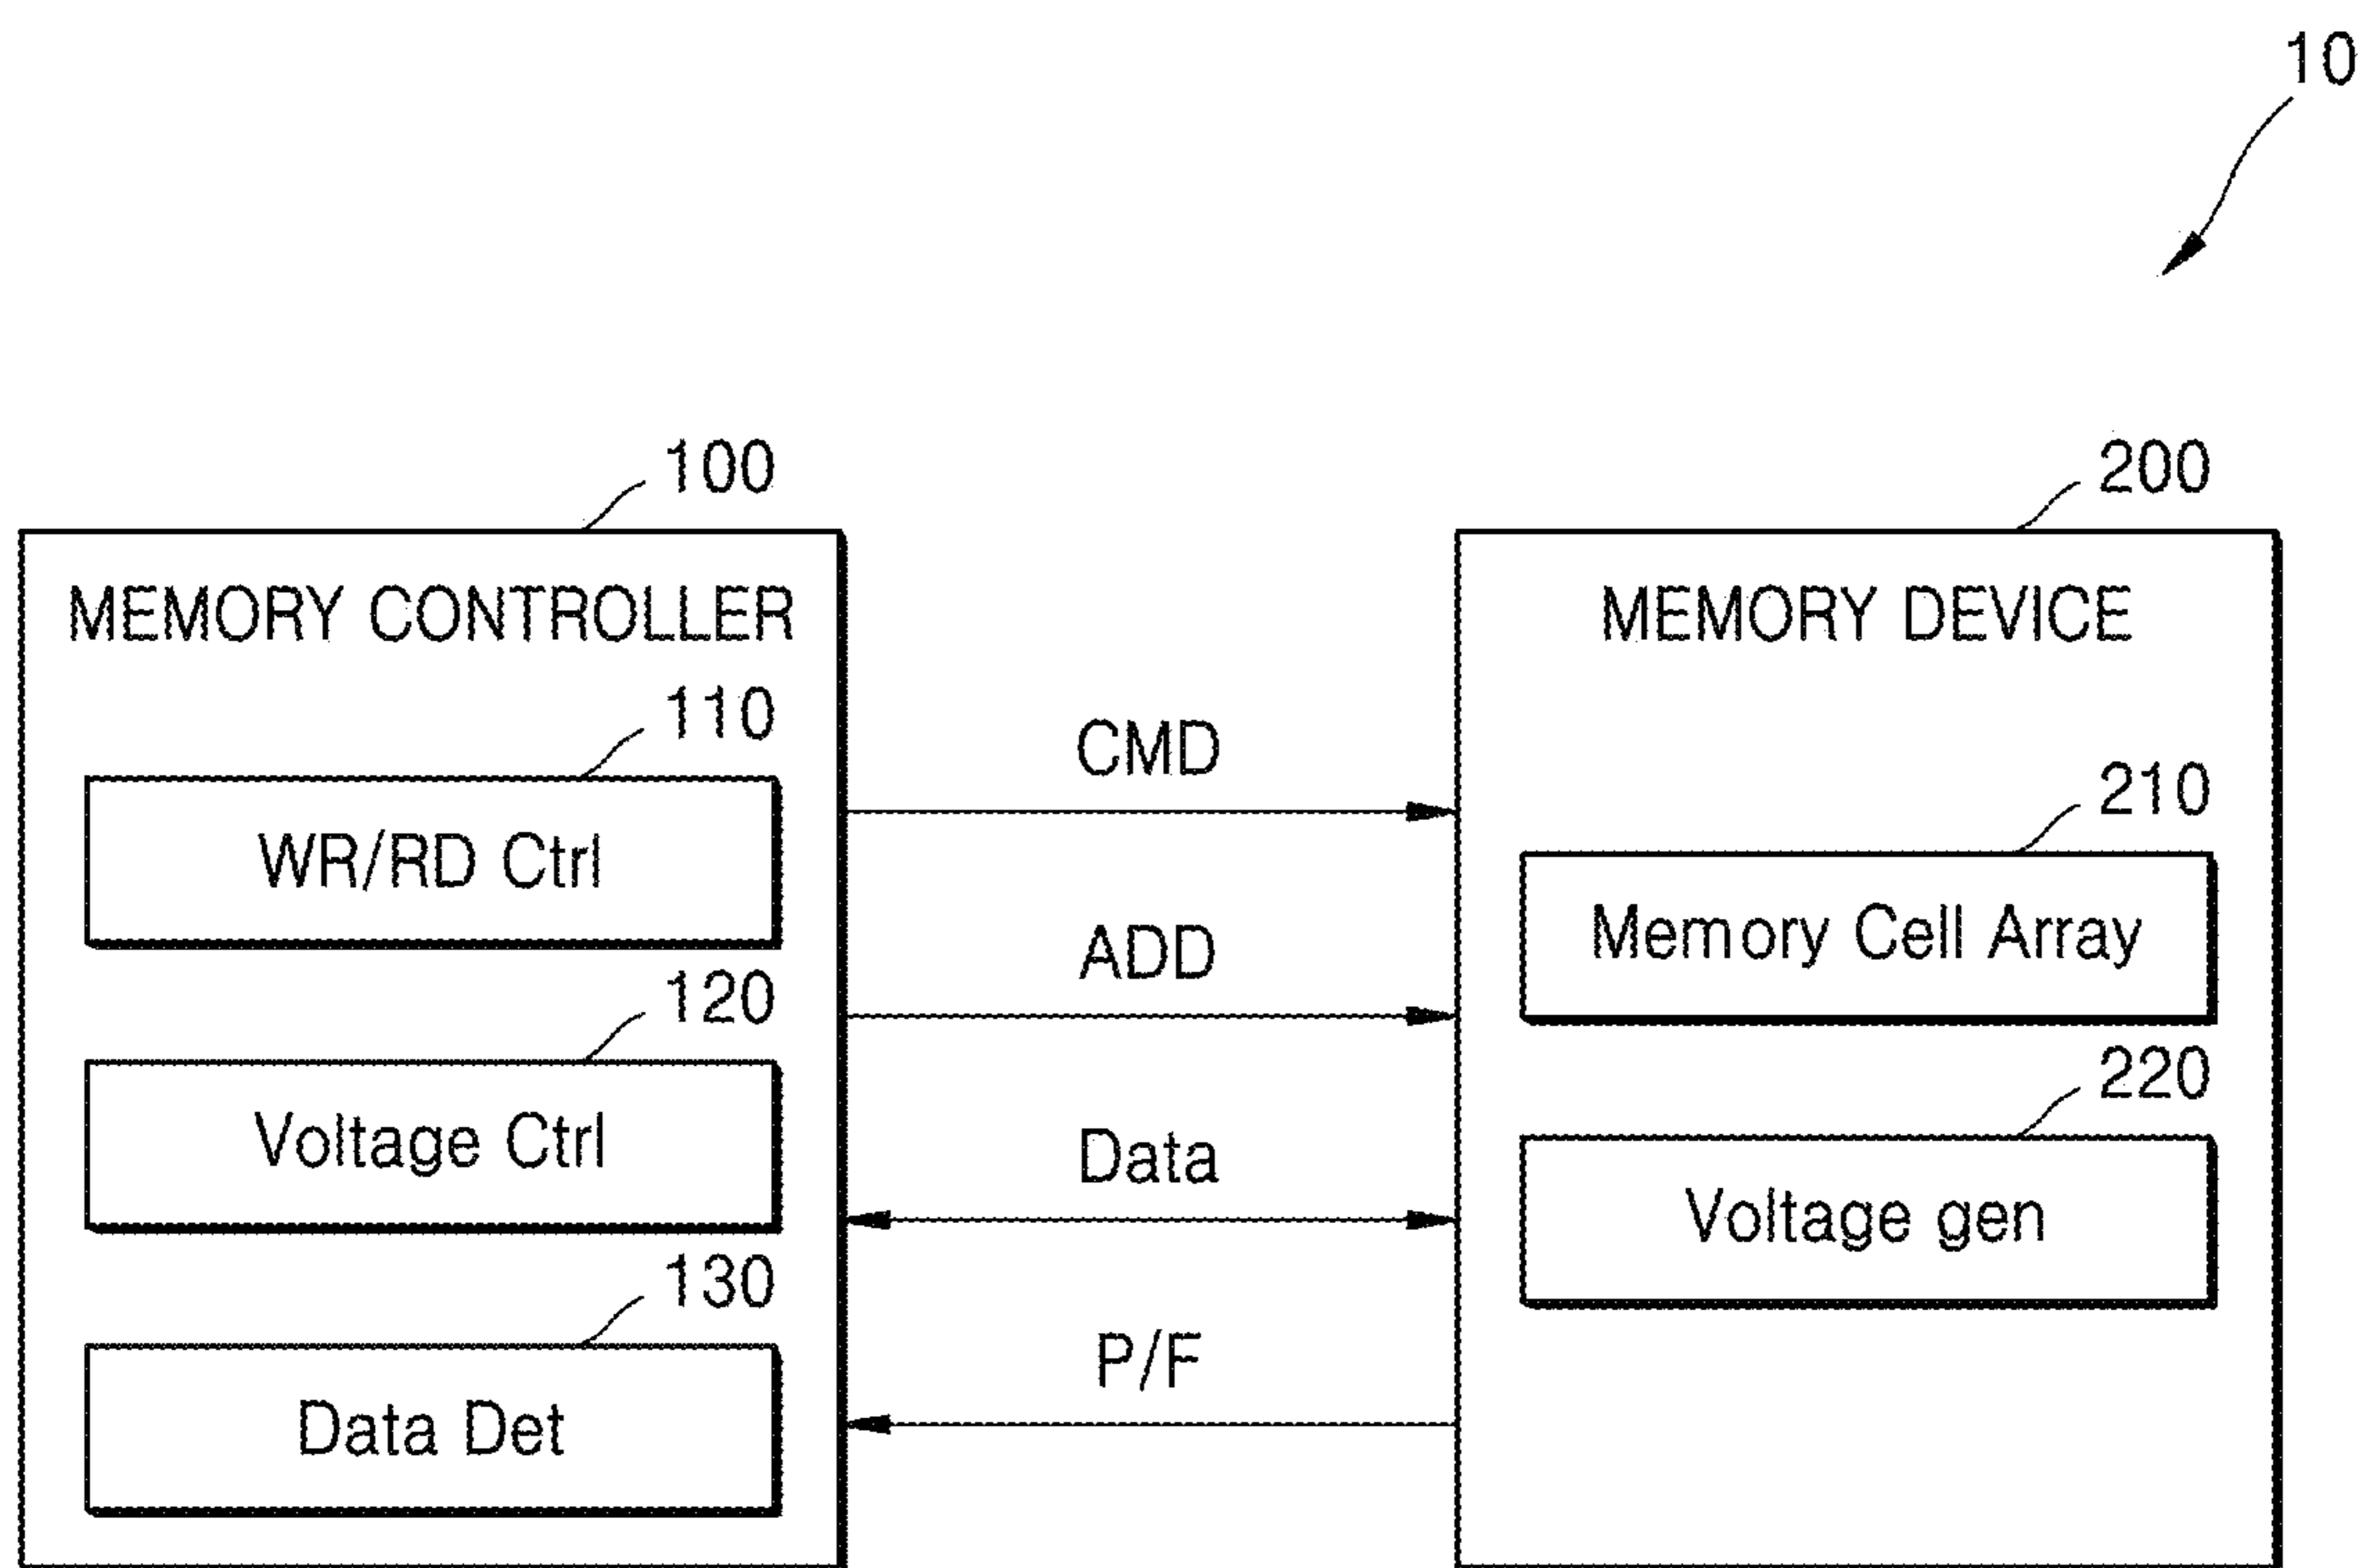 10
100
200
MEMORY CONTROLLER
MEMORY DEVICE
110
WR/RD Ctrl
120
Voltage Ctrl
130
Data Det
CMD
ADD
Data
P/F
210
Memory Cell Array
220
Voltage gen